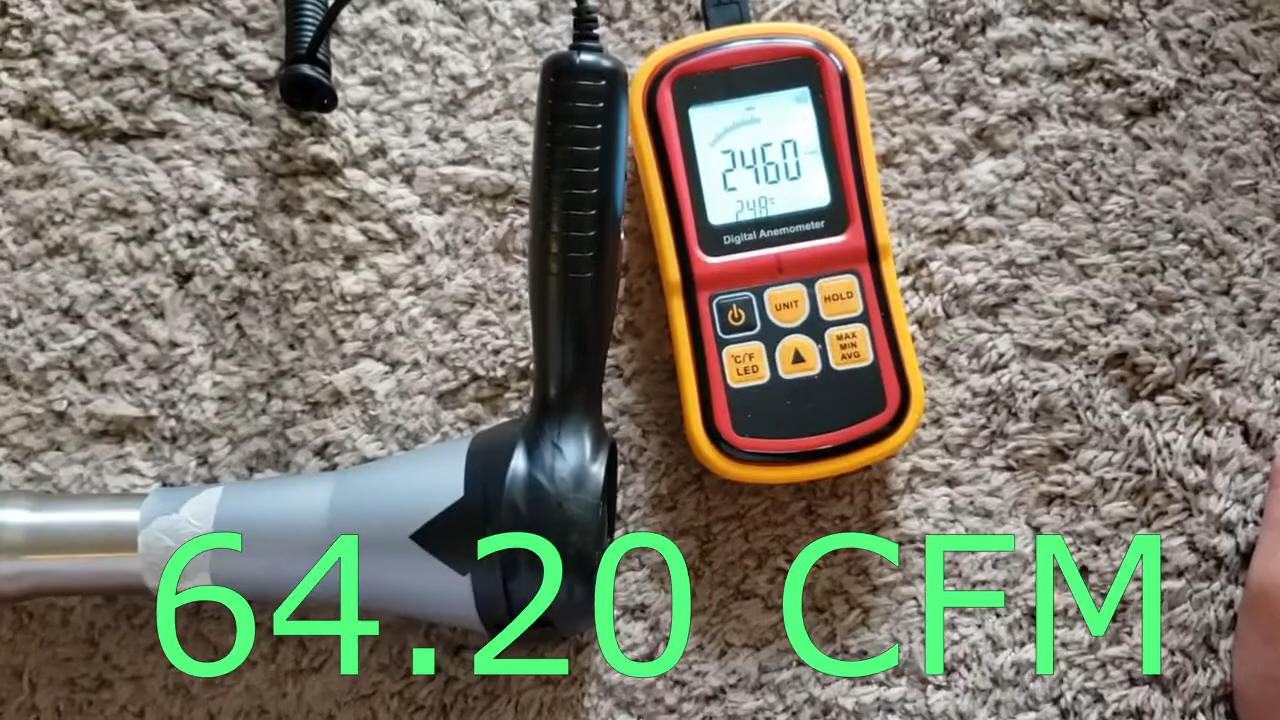 2460
24.8°C
Digital Anemometer
UNIT
HOLD
°C/°F
LED
MAX
MIN
AVG
64.20 CFM